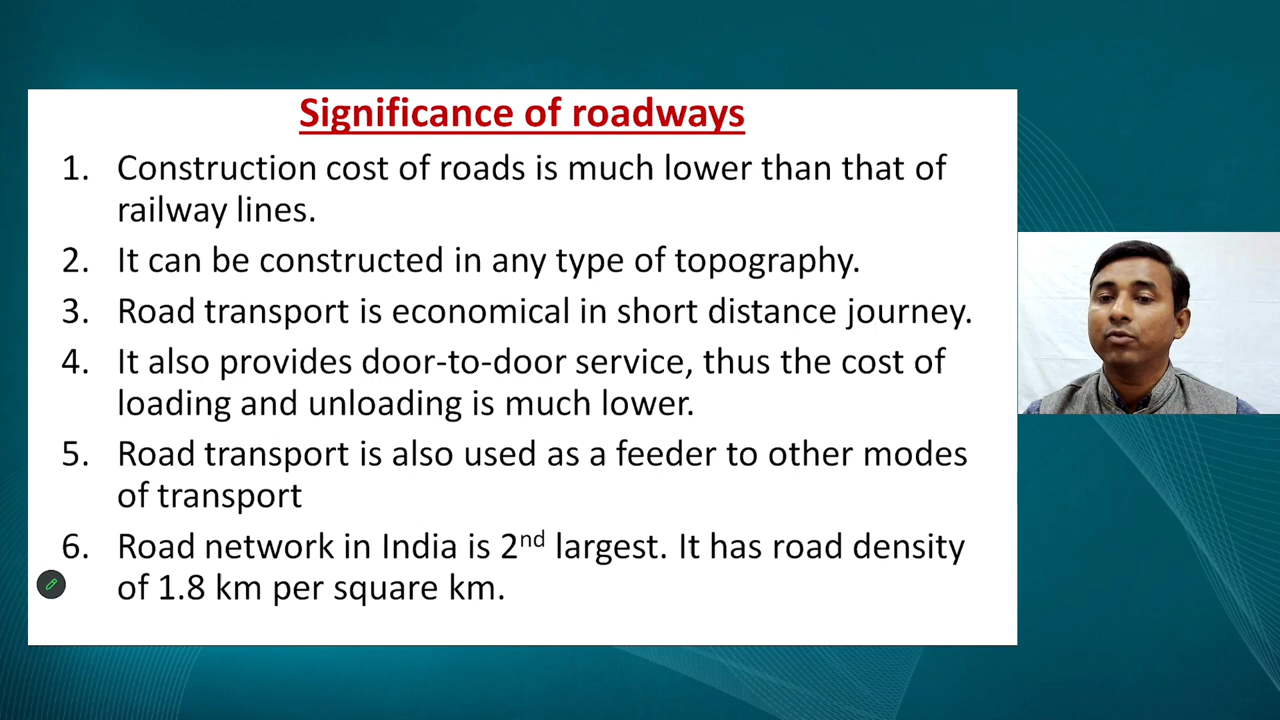 Significance of roadways
1. Construction cost of roads is much lower than that of
railway lines.
2. It can be constructed in any type of topography.
3. Road transport is economical in short distance journey.
4. It also provides door-to-door service, thus the cost of
loading and unloading is much lower.
5. Road transport is also used as a feeder to other modes
of transport
6. Road network in India is 2nd largest. It has road density
of 1.8 km per square km.